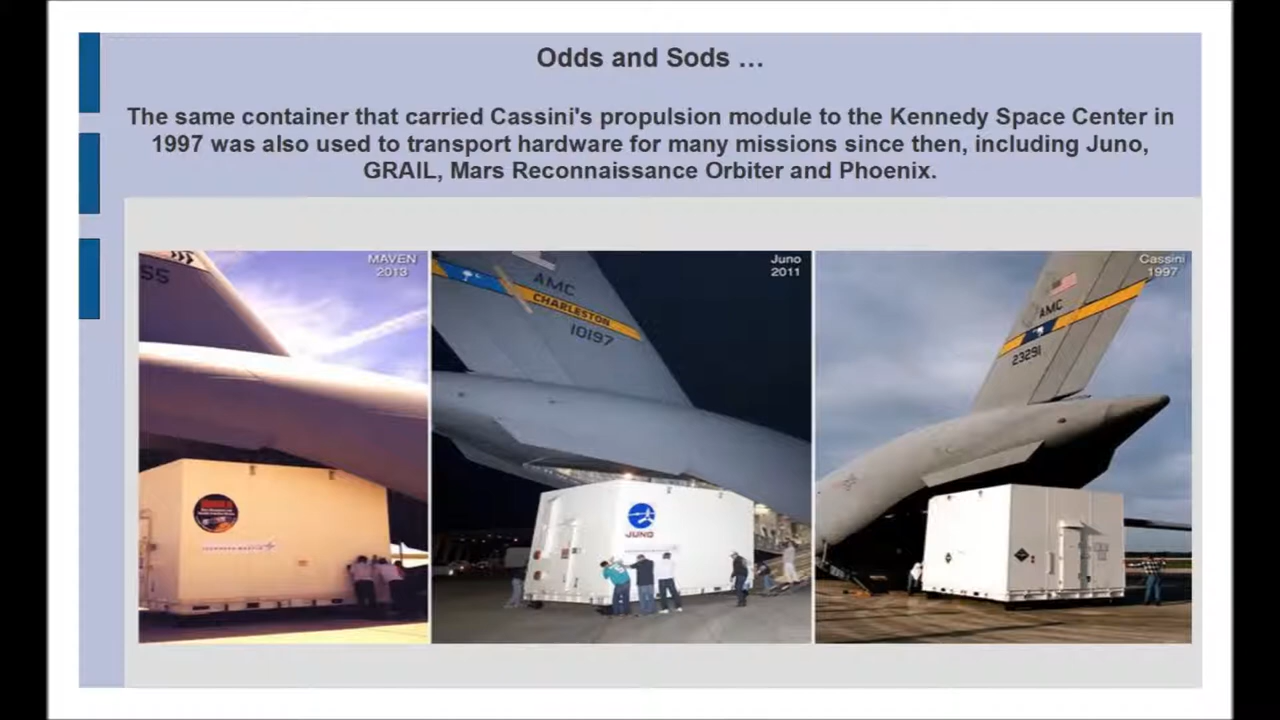 Odds and Sods …
The same container that carried Cassini's propulsion module to the Kennedy Space Center in
1997 was also used to transport hardware for many missions since then, including Juno,
GRAIL, Mars Reconnaissance Orbiter and Phoenix.
MAVEN
2013
55
Juno
2011
AMC
CHARLESTON
10197
JUNO
Cassini
1997
AMC
23291